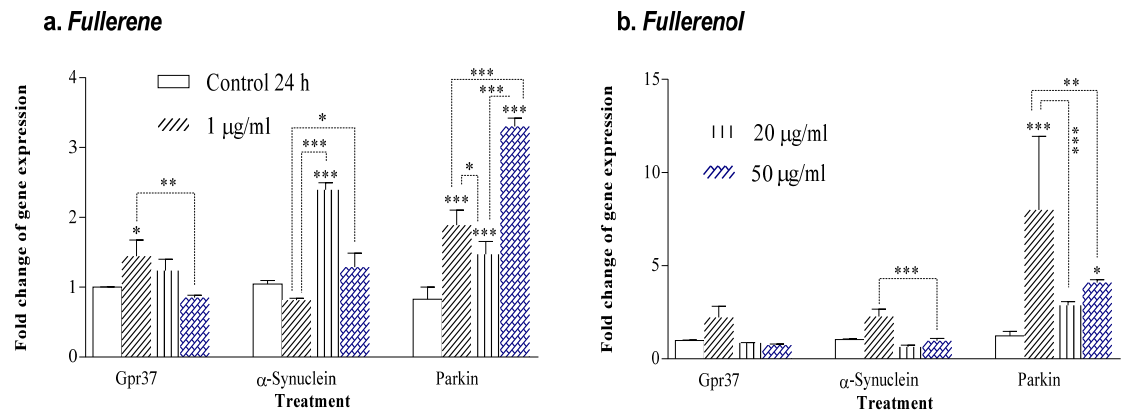 a. Fullerene
Fold change of gene expression
4
3
2
1
0
Control 24 h
1 µg/ml
*
**
***
***
*
***
*
***
***
***
***
Gpr37
α-Synuclein
Parkin
Treatment
b. Fullerenol
Fold change of gene expression
15
10
5
0
20 µg/ml
50 µg/ml
***
***
***
**
*
Gpr37
α-Synuclein
Parkin
Treatment